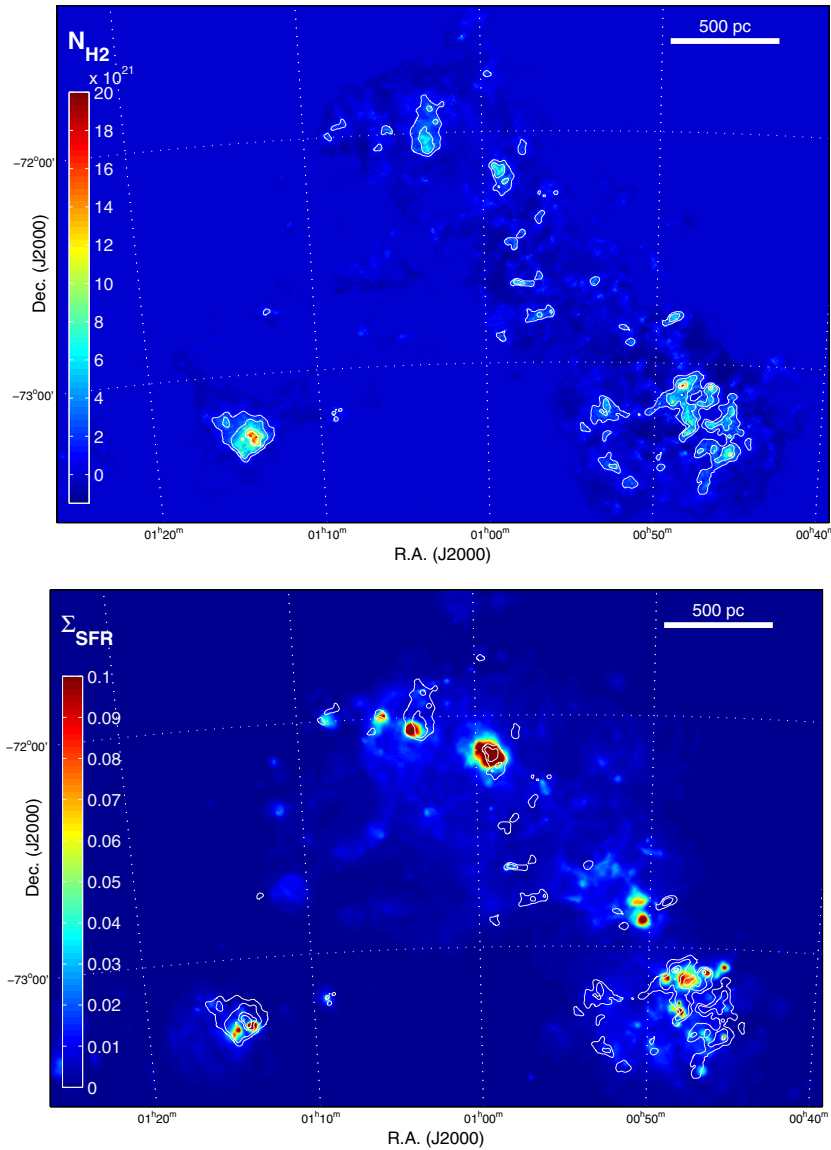 N_H2
x 10^21
500 pc
20
18
16
14
12
10
8
6
4
2
0
−72°00'
−73°00'
Dec. (J2000)
01ʰ20ᵐ 01ʰ10ᵐ 01ʰ00ᵐ 00ʰ50ᵐ 00ʰ40ᵐ
R.A. (J2000)
Σ_SFR
500 pc
0.1
0.09
0.08
0.07
0.06
0.05
0.04
0.03
0.02
0.01
0
−72°00'
−73°00'
Dec. (J2000)
01ʰ20ᵐ 01ʰ10ᵐ 01ʰ00ᵐ 00ʰ50ᵐ 00ʰ40ᵐ
R.A. (J2000)